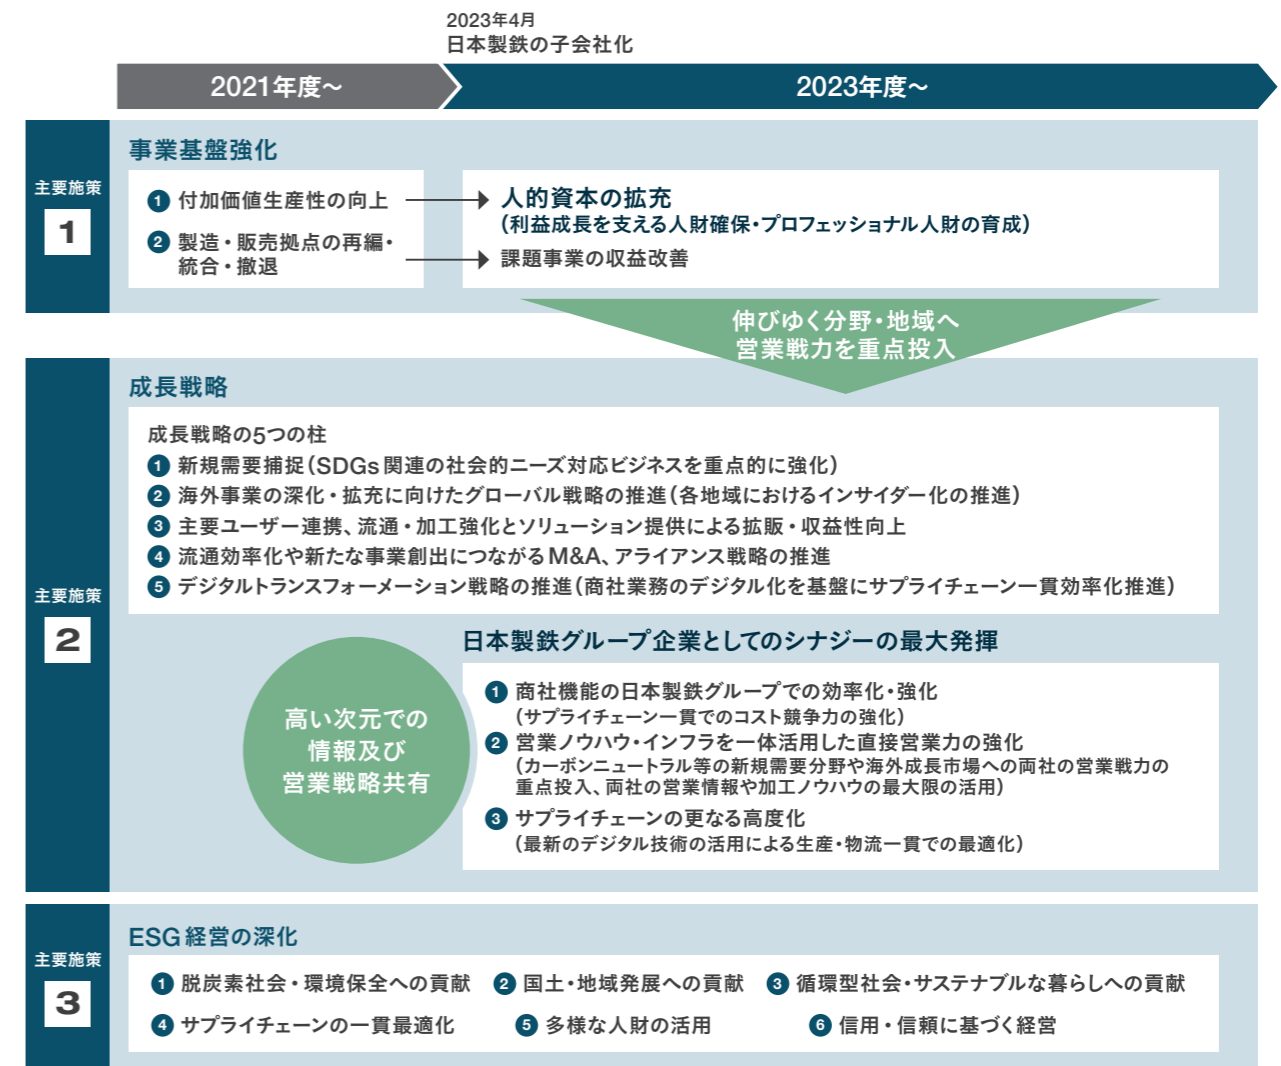 2023年4月
日本製鉄の子会社化
2021年度～
2023年度～
主要施策
1
事業基盤強化
1 付加価値生産性の向上
2 製造・販売拠点の再編・
統合・撤退
人的資本の拡充
（利益成長を支える人財確保・プロフェッショナル人財の育成）
課題事業の収益改善
伸びゆく分野・地域へ
営業戦力を重点投入
主要施策
2
成長戦略
成長戦略の5つの柱
1 新規需要捕捉（SDGs関連の社会的ニーズ対応ビジネスを重点的に強化）
2 海外事業の深化・拡充に向けたグローバル戦略の推進（各地域におけるインサイダー化の推進）
3 主要ユーザー連携、流通・加工強化とソリューション提供による拡販・収益性向上
4 流通効率化や新たな事業創出につながるM&A、アライアンス戦略の推進
5 デジタルトランスフォーメーション戦略の推進（商社業務のデジタル化を基盤にサプライチェーン一貫効率化推進）
高い次元での
情報及び
営業戦略共有
日本製鉄グループ企業としてのシナジーの最大発揮
1 商社機能の日本製鉄グループでの効率化・強化
（サプライチェーン一貫でのコスト競争力の強化）
2 営業ノウハウ・インフラを一体活用した直接営業力の強化
（カーボンニュートラル等の新規需要分野や海外成長市場への両社の営業戦力の
重点投入、両社の営業情報や加工ノウハウの最大限の活用）
3 サプライチェーンの更なる高度化
（最新のデジタル技術の活用による生産・物流一貫での最適化）
主要施策
3
ESG経営の深化
1 脱炭素社会・環境保全への貢献 2 国土・地域発展への貢献 3 循環型社会・サステナブルな暮らしへの貢献
4 サプライチェーンの一貫最適化 5 多様な人財の活用 6 信用・信頼に基づく経営